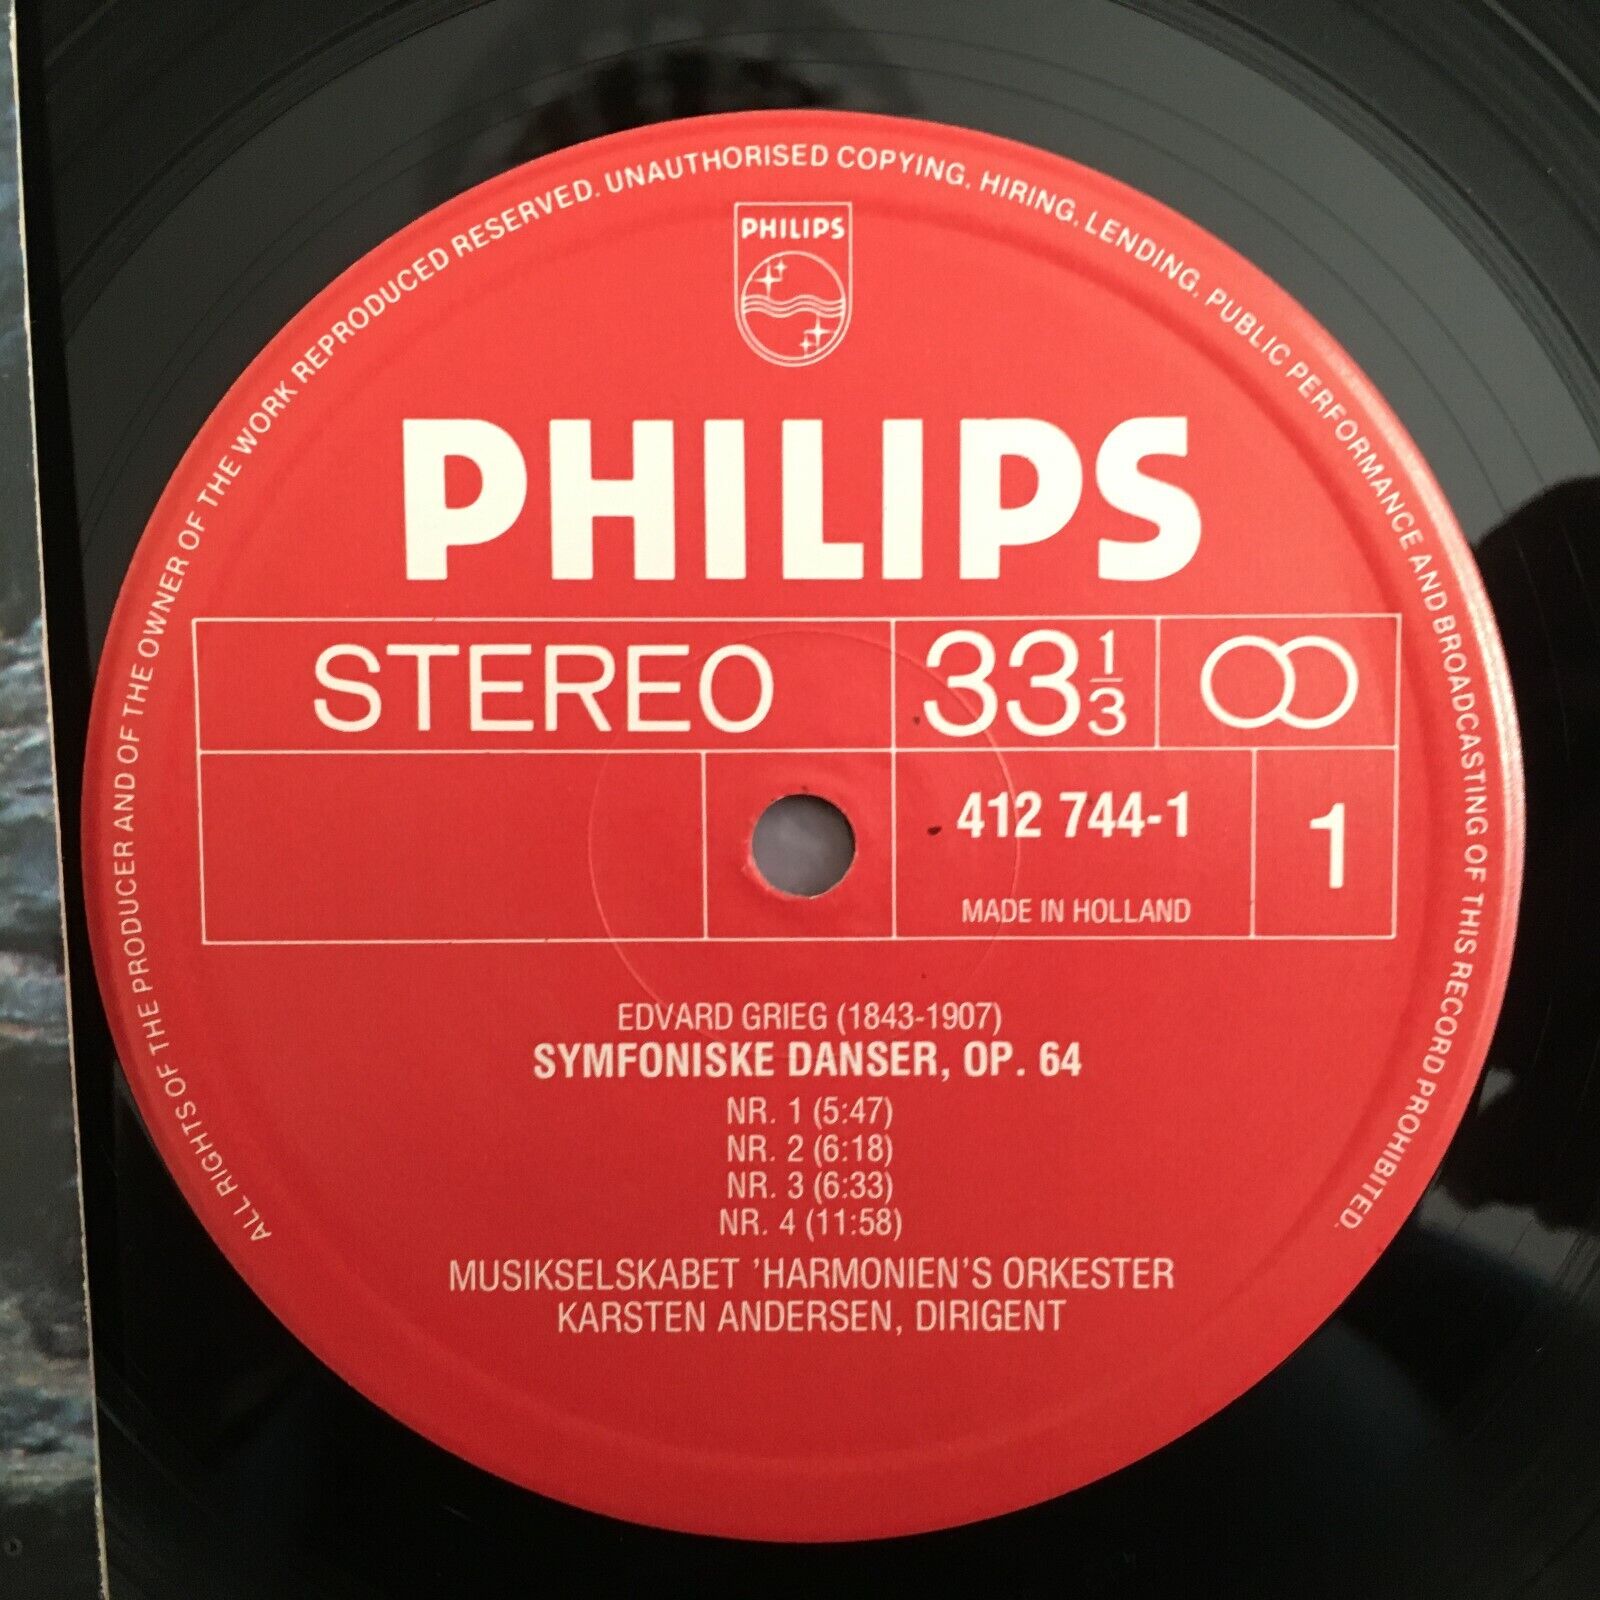 ALL RIGHTS OF THE PRODUCER AND OF THE OWNER OF THE WORK REPRODUCED RESERVED. UNAUTHORISED COPYING, HIRING, LENDING, PUBLIC PERFORMANCE AND BROADCASTING OF THIS RECORD PROHIBITED.
PHILIPS
PHILIPS
STEREO 33 1/3
412 744-1 1
MADE IN HOLLAND
EDVARD GRIEG (1843-1907)
SYMFONISKE DANSER, OP. 64
NR. 1 (5:47)
NR. 2 (6:18)
NR. 3 (6:33)
NR. 4 (11:58)
MUSIKSELSKABET 'HARMONIEN'S ORKESTER
KARSTEN ANDERSEN, DIRIGENT